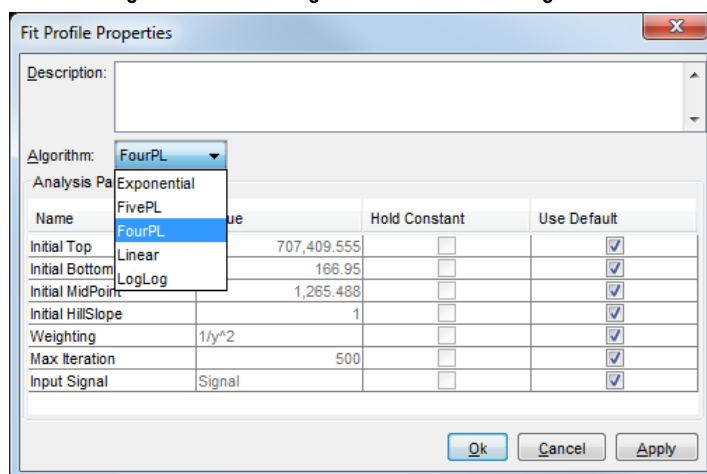 Fit Profile Properties
Description:
Algorithm: FourPL
Analysis Pa
Exponential
FivePL
FourPL
Linear
LogLog
Name ue Hold Constant Use Default
Initial Top 707,409.555
Initial Bottom 166.95
Initial MidPoint 1,265.488
Initial HillSlope 1
Weighting 1/y^2
Max Iteration 500
Input Signal Signal
Ok Cancel Apply